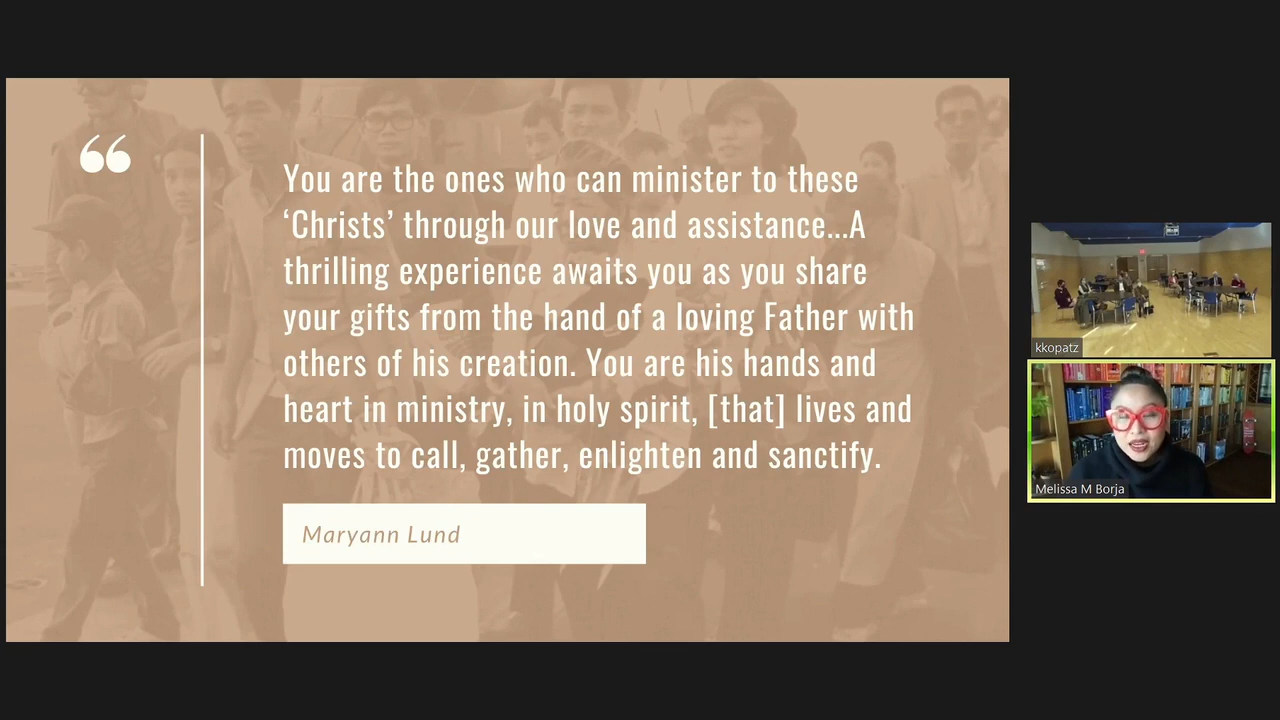 “
You are the ones who can minister to these
‘Christs’ through our love and assistance...A
thrilling experience awaits you as you share
your gifts from the hand of a loving Father with
others of his creation. You are his hands and
heart in ministry, in holy spirit, [that] lives and
moves to call, gather, enlighten and sanctify.
Maryann Lund
kkopatz
Melissa M Borja